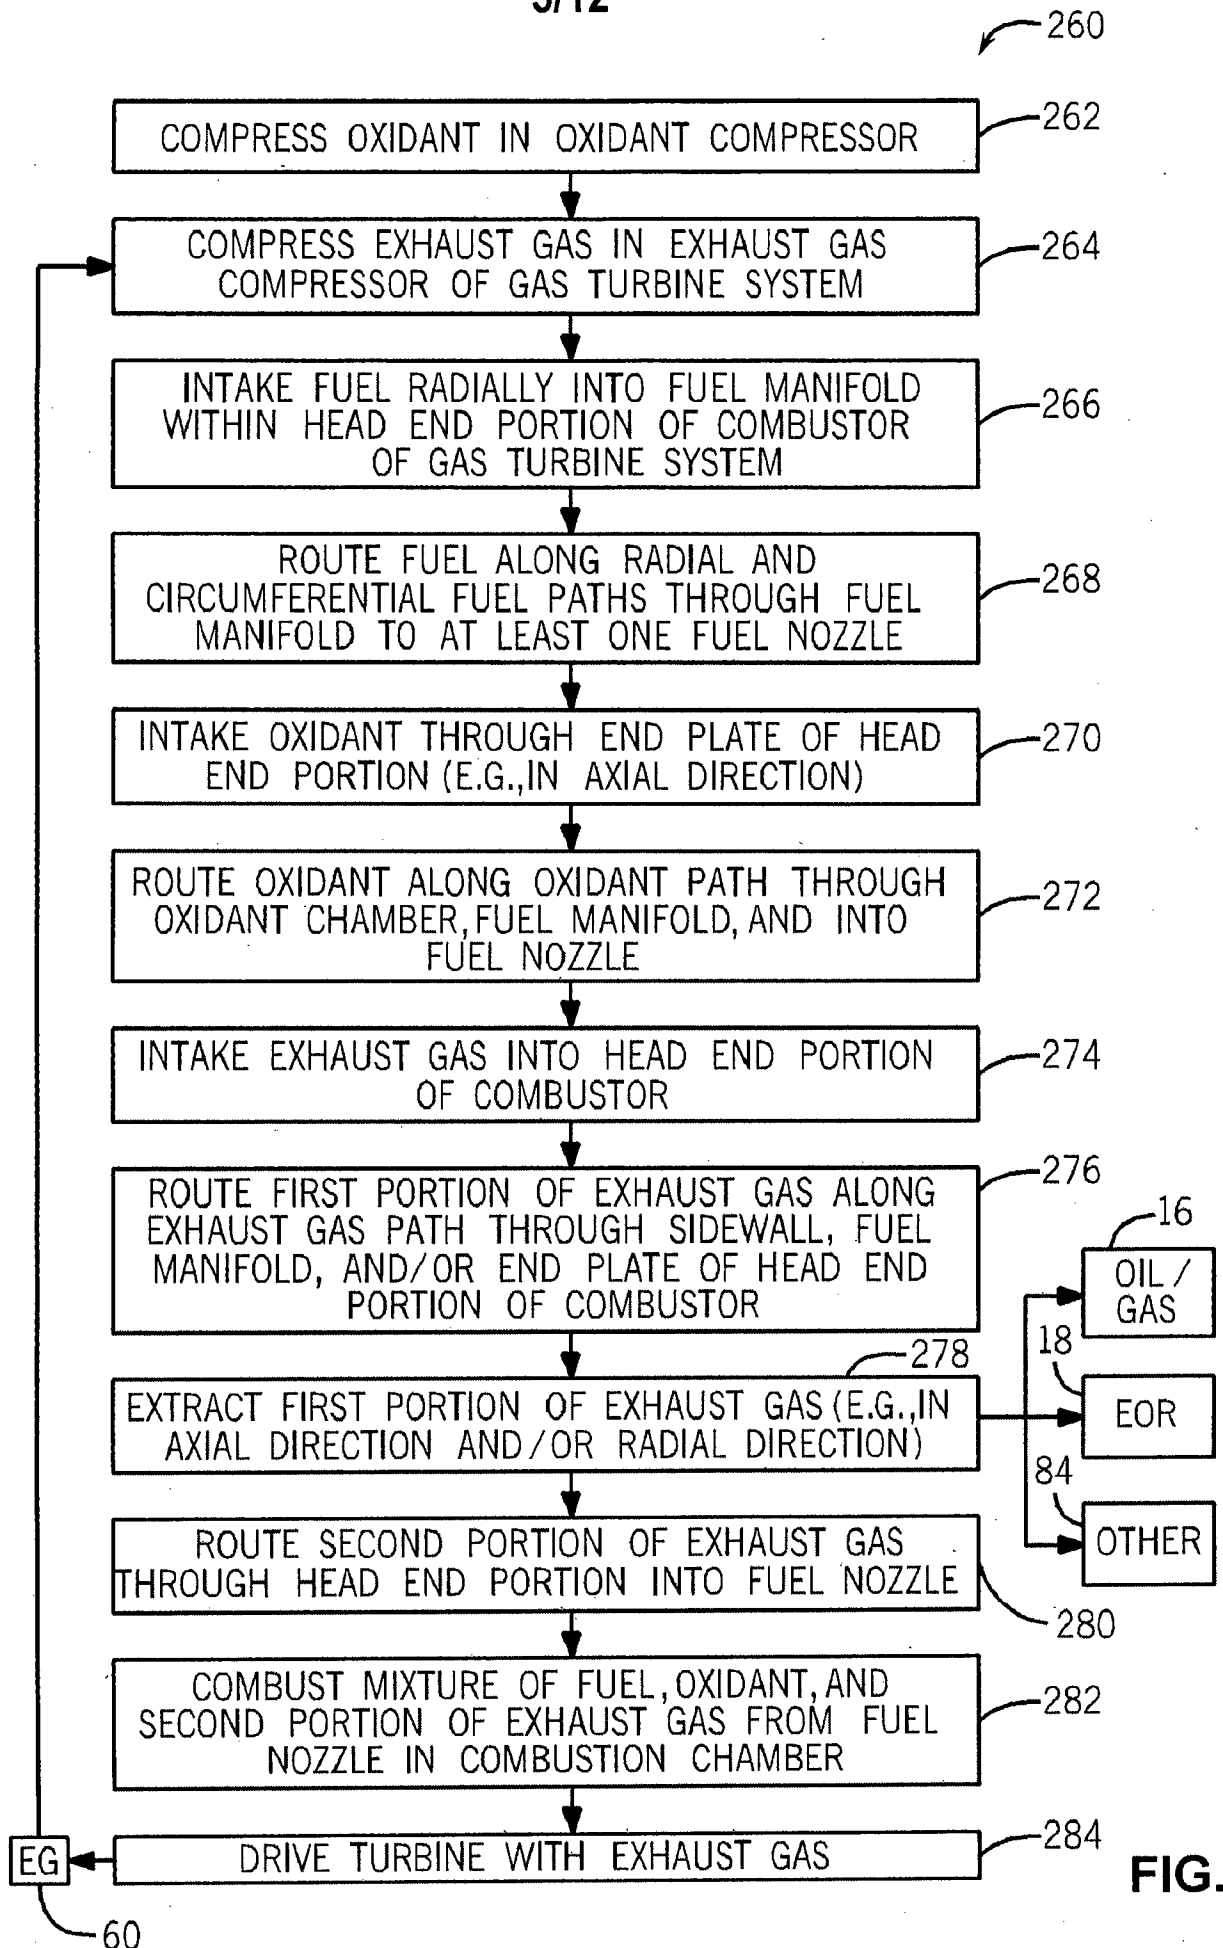 260
COMPRESS OXIDANT IN OXIDANT COMPRESSOR
262
COMPRESS EXHAUST GAS IN EXHAUST GAS
COMPRESSOR OF GAS TURBINE SYSTEM
264
INTAKE FUEL RADIALLY INTO FUEL MANIFOLD
WITHIN HEAD END PORTION OF COMBUSTOR
OF GAS TURBINE SYSTEM
266
ROUTE FUEL ALONG RADIAL AND
CIRCUMFERENTIAL FUEL PATHS THROUGH FUEL
MANIFOLD TO AT LEAST ONE FUEL NOZZLE
268
INTAKE OXIDANT THROUGH END PLATE OF HEAD
END PORTION (E.G.,IN AXIAL DIRECTION)
270
ROUTE OXIDANT ALONG OXIDANT PATH THROUGH
OXIDANT CHAMBER,FUEL MANIFOLD, AND INTO
FUEL NOZZLE
272
INTAKE EXHAUST GAS INTO HEAD END PORTION
OF COMBUSTOR
274
ROUTE FIRST PORTION OF EXHAUST GAS ALONG
EXHAUST GAS PATH THROUGH SIDEWALL, FUEL
MANIFOLD, AND/OR END PLATE OF HEAD END
PORTION OF COMBUSTOR
276
EXTRACT FIRST PORTION OF EXHAUST GAS (E.G.,IN
AXIAL DIRECTION AND/OR RADIAL DIRECTION)
278
16
OIL/
GAS
18
EOR
84
OTHER
ROUTE SECOND PORTION OF EXHAUST GAS
THROUGH HEAD END PORTION INTO FUEL NOZZLE
280
COMBUST MIXTURE OF FUEL,OXIDANT,AND
SECOND PORTION OF EXHAUST GAS FROM FUEL
NOZZLE IN COMBUSTION CHAMBER
282
DRIVE TURBINE WITH EXHAUST GAS
284
EG
60
FIG.